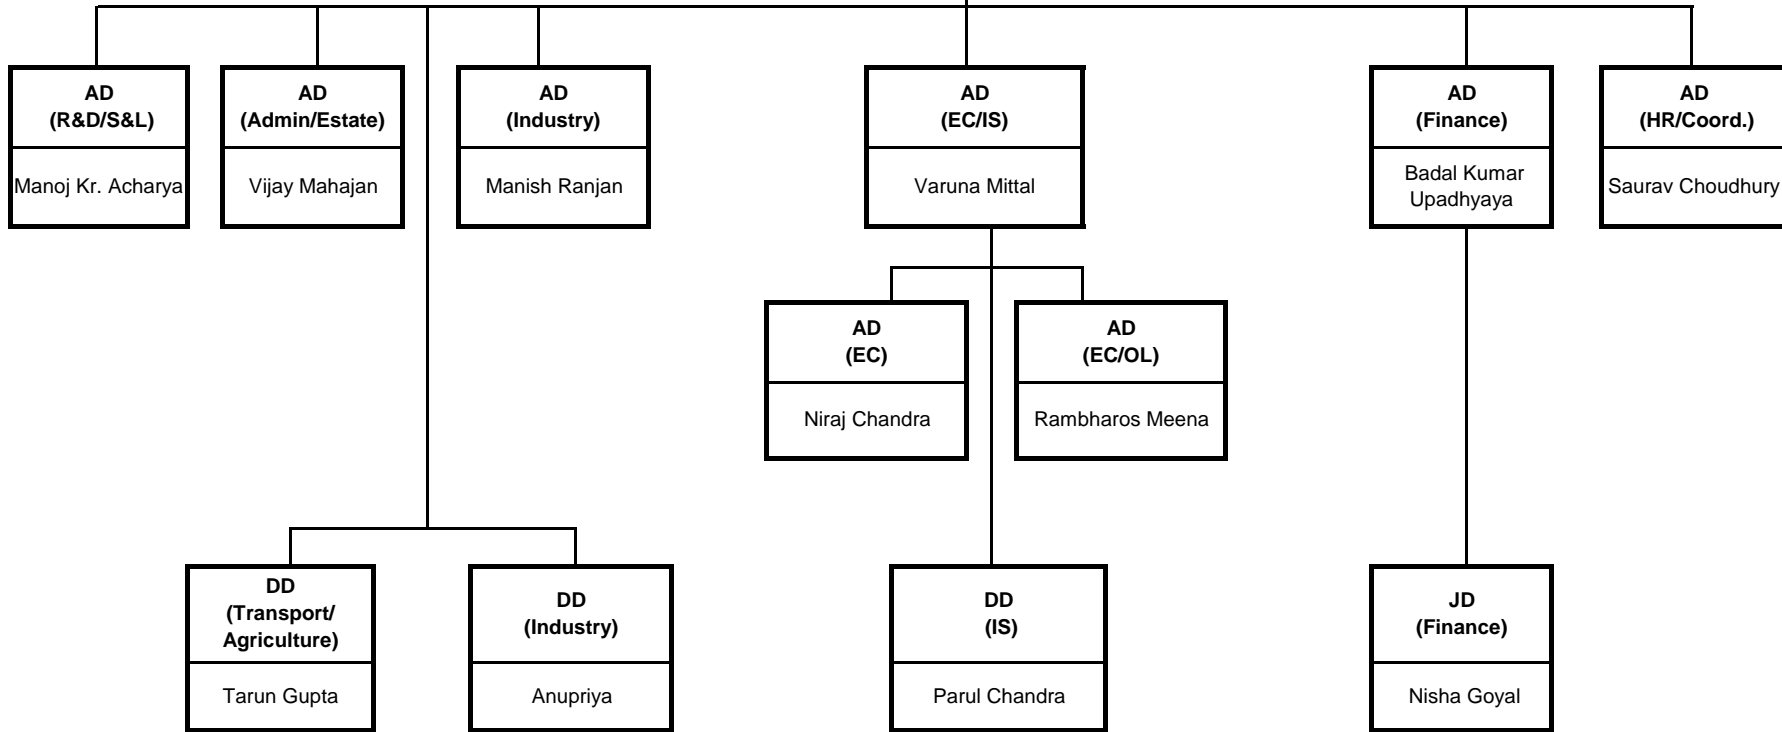 AD
(R&D/S&L)
Manoj Kr. Acharya
AD
(Admin/Estate)
Vijay Mahajan
AD
(Industry)
Manish Ranjan
AD
(EC/IS)
Varuna Mittal
AD
(Finance)
Badal Kumar
Upadhyaya
AD
(HR/Coord.)
Saurav Choudhury
AD
(EC)
Niraj Chandra
AD
(EC/OL)
Rambharos Meena
DD
(Transport/
Agriculture)
Tarun Gupta
DD
(Industry)
Anupriya
DD
(IS)
Parul Chandra
JD
(Finance)
Nisha Goyal